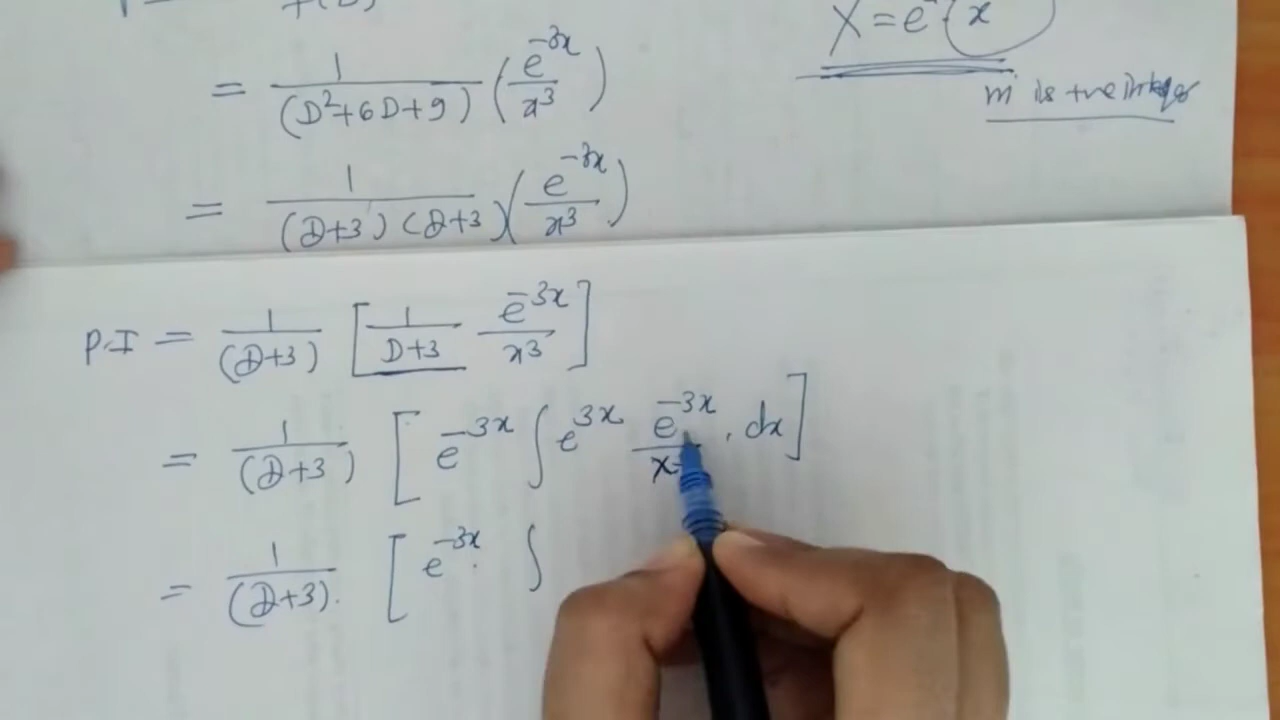 X = e^- (x
= 1/(D²+6D+9) (e^-3x/x³)
m is +ve integer
= 1/((D+3)(D+3)) (e^-3x/x³)
P.I = 1/(D+3) [1/(D+3) e^-3x/x³]
= 1/(D+3) [e^-3x ∫ e^3x e^-3x/x . dx]
= 1/(D+3). [e^-3x . ∫